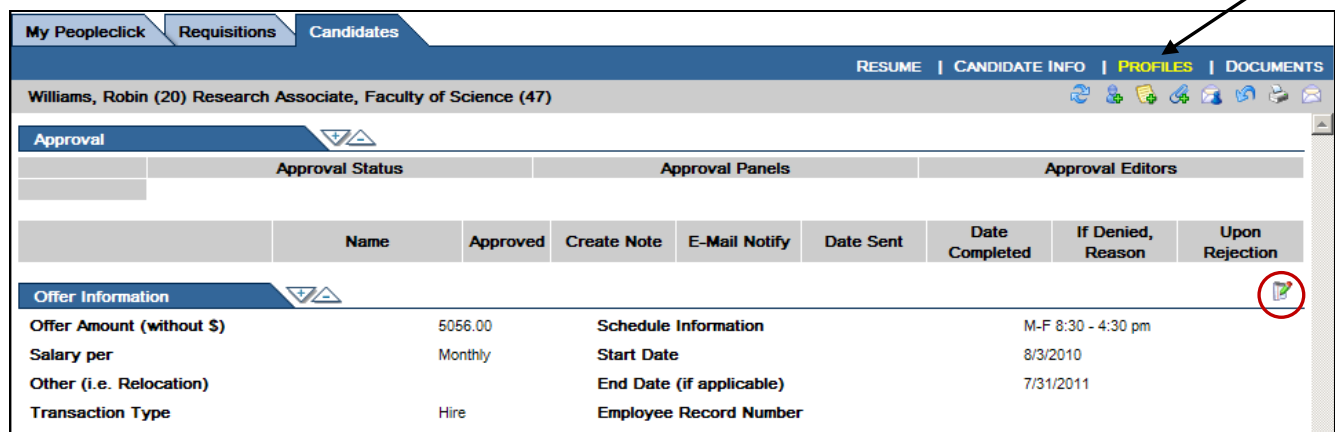 My Peopleclick Requisitions Candidates
RESUME | CANDIDATE INFO | PROFILES | DOCUMENTS
Williams, Robin (20) Research Associate, Faculty of Science (47)
Approval
Approval Status Approval Panels Approval Editors
Name Approved Create Note E-Mail Notify Date Sent Date Completed If Denied, Reason Upon Rejection
Offer Information
Offer Amount (without $) 5056.00 Schedule Information M-F 8:30 - 4:30 pm
Salary per Monthly Start Date 8/3/2010
Other (i.e. Relocation) End Date (if applicable) 7/31/2011
Transaction Type Hire Employee Record Number